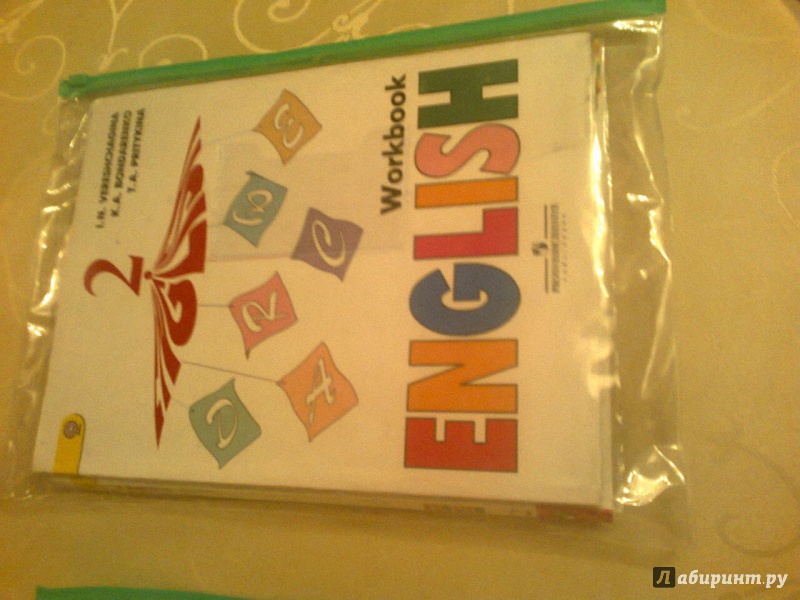 I.N. VERESHCHAGINA
K.A. BONDARENKO
T.A. PRITYKINA
2
E
B
C
R
A
D
Workbook
ENGLISH
Лабиринт.ру